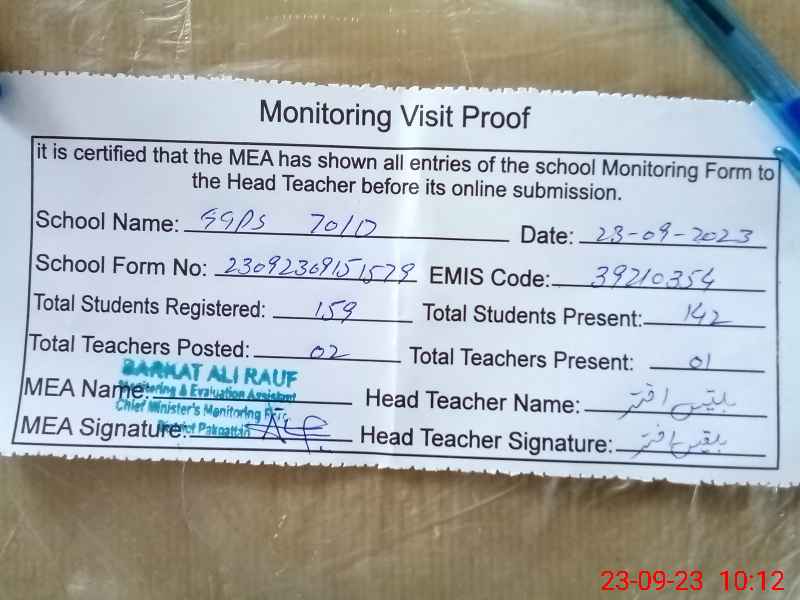 Monitoring Visit Proof
it is certified that the MEA has shown all entries of the school Monitoring Form to
the Head Teacher before its online submission.
School Name: GGPS 70/D Date: 23-09-2023
School Form No: 23092309151579 EMIS Code: 39210354
Total Students Registered: 159 Total Students Present: 142
Total Teachers Posted: 02 Total Teachers Present: 01
BARKAT ALI RAUF
MEA Name: Monitoring & Evaluation Assistant Head Teacher Name: بلقیس اختر
Chief Minister's Monitoring Force
MEA Signature: District Pakpattan Head Teacher Signature: بلقیس اختر
23-09-23 10:12